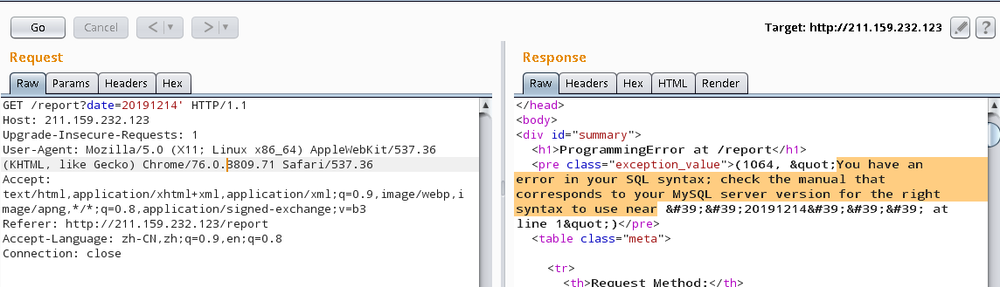 Go Cancel < > Target: http://211.159.232.123 ?
Request
Raw Params Headers Hex
GET /report?date=20191214' HTTP/1.1
Host: 211.159.232.123
Upgrade-Insecure-Requests: 1
User-Agent: Mozilla/5.0 (X11; Linux x86_64) AppleWebKit/537.36
(KHTML, like Gecko) Chrome/76.0.3809.71 Safari/537.36
Accept:
text/html,application/xhtml+xml,application/xml;q=0.9,image/webp,i
mage/apng,*/*;q=0.8,application/signed-exchange;v=b3
Referer: http://211.159.232.123/report
Accept-Language: zh-CN,zh;q=0.9,en;q=0.8
Connection: close
Response
Raw Headers Hex HTML Render
</head>
<body>
<div id="summary">
<h1>ProgrammingError at /report</h1>
<pre class="exception_value">(1064, &quot;You have an
error in your SQL syntax; check the manual that
corresponds to your MySQL server version for the right
syntax to use near &#39;&#39;20191214&#39;&#39;&#39; at
line 1&quot;)</pre>
<table class="meta">
<tr>
<th>Request Method:</th>